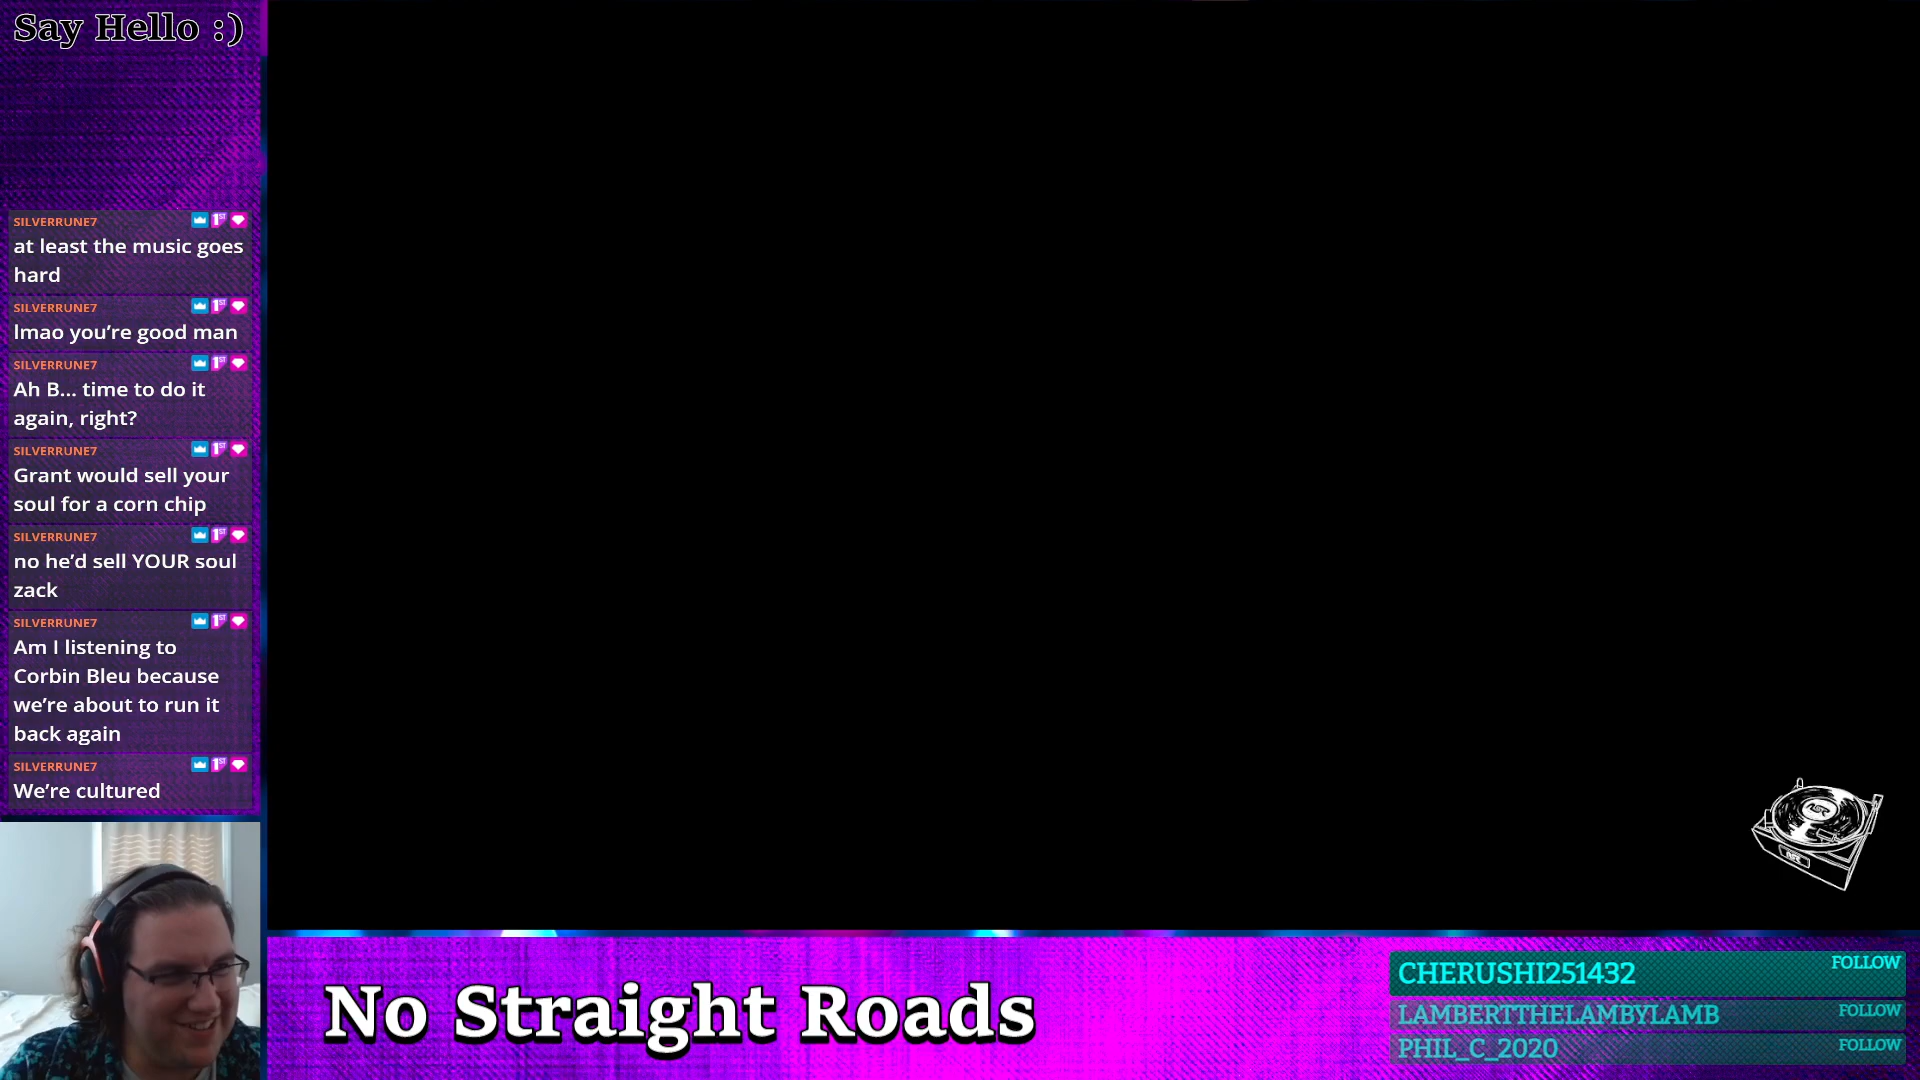 Say Hello :)
SILVERRUNE7
at least the music goes
hard
SILVERRUNE7
lmao you're good man
SILVERRUNE7
Ah B... time to do it
again, right?
SILVERRUNE7
Grant would sell your
soul for a corn chip
SILVERRUNE7
no he'd sell YOUR soul
zack
SILVERRUNE7
Am I listening to
Corbin Bleu because
we're about to run it
back again
SILVERRUNE7
We're cultured
No Straight Roads
CHERUSHI251432 FOLLOW
LAMBERTTHELAMBYLAMB FOLLOW
PHIL_C_2020 FOLLOW